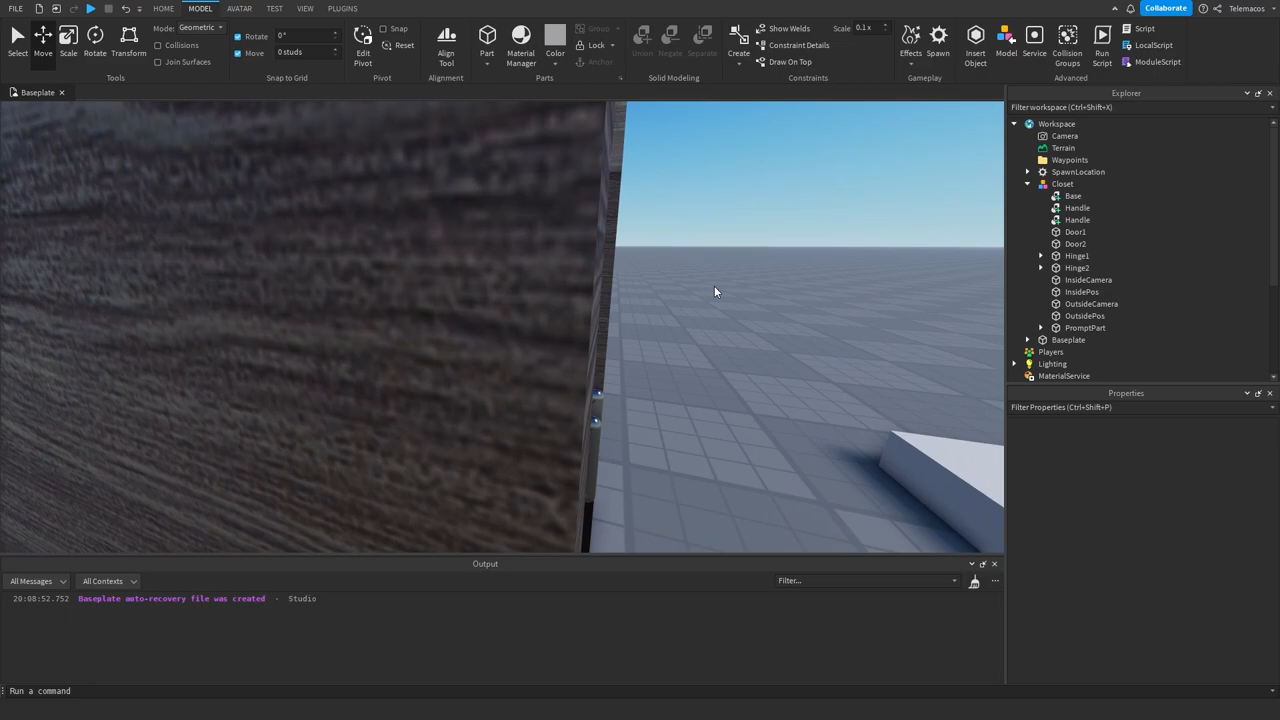 FILE HOME MODEL AVATAR TEST VIEW PLUGINS Collaborate Telemacos
Select Move Scale Rotate Transform
Mode: Geometric
Collisions
Join Surfaces
Tools
Rotate 0°
Move 0 studs
Snap to Grid
Edit Pivot
Snap
Reset
Pivot
Align Tool
Alignment
Part Material Manager Color
Group
Lock
Anchor
Parts
Union Negate Separate
Solid Modeling
Create
Show Welds
Constraint Details
Draw On Top
Scale 0.1 x
Constraints
Effects Spawn
Gameplay
Insert Object Model Service Collision Groups Run Script
Script
LocalScript
ModuleScript
Advanced
Baseplate
Explorer
Filter workspace (Ctrl+Shift+X)
Workspace
Camera
Terrain
Waypoints
SpawnLocation
Closet
Base
Handle
Handle
Door1
Door2
Hinge1
Hinge2
InsideCamera
InsidePos
OutsideCamera
OutsidePos
PromptPart
Baseplate
Players
Lighting
MaterialService
Properties
Filter Properties (Ctrl+Shift+P)
Output
All Messages All Contexts Filter...
20:08:52.752 Baseplate auto-recovery file was created - Studio
Run a command